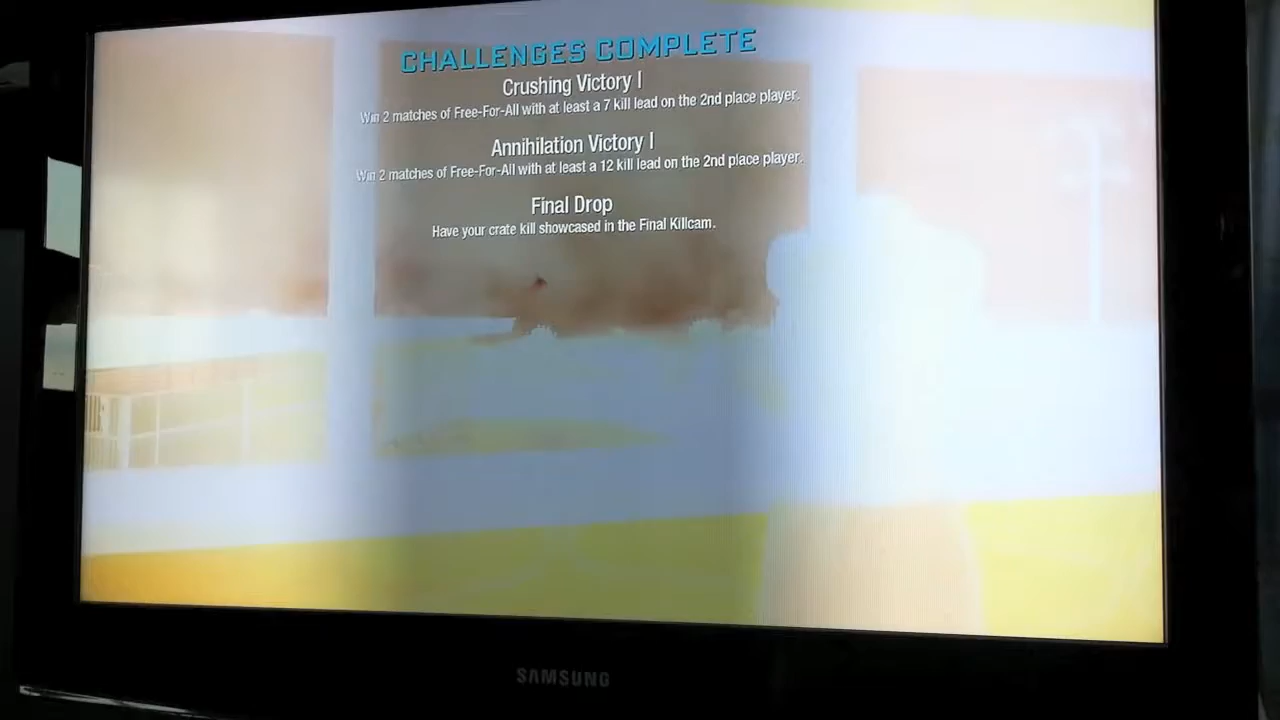 CHALLENGES COMPLETE
Crushing Victory I
Win 2 matches of Free-For-All with at least a 7 kill lead on the 2nd place player.
Annihilation Victory I
Win 2 matches of Free-For-All with at least a 12 kill lead on the 2nd place player.
Final Drop
Have your crate kill showcased in the Final Killcam.
SAMSUNG